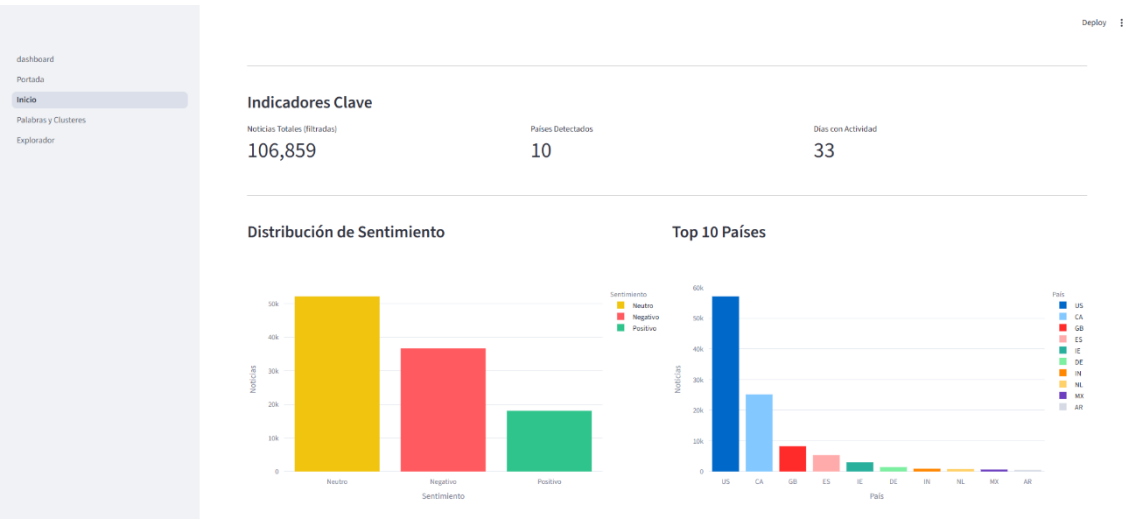 Deploy
dashboard
Portada
Inicio
Palabras y Clusteres
Explorador
Indicadores Clave
Noticias Totales (filtradas)
106,859
Países Detectados
10
Días con Actividad
33
Distribución de Sentimiento
50k
40k
30k
20k
10k
0
Noticias
Neutro
Negativo
Positivo
Sentimiento
Sentimiento
Neutro
Negativo
Positivo
Top 10 Países
60k
50k
40k
30k
20k
10k
0
Noticias
US
CA
GB
ES
IE
DE
IN
NL
MX
AR
País
País
US
CA
GB
ES
IE
DE
IN
NL
MX
AR